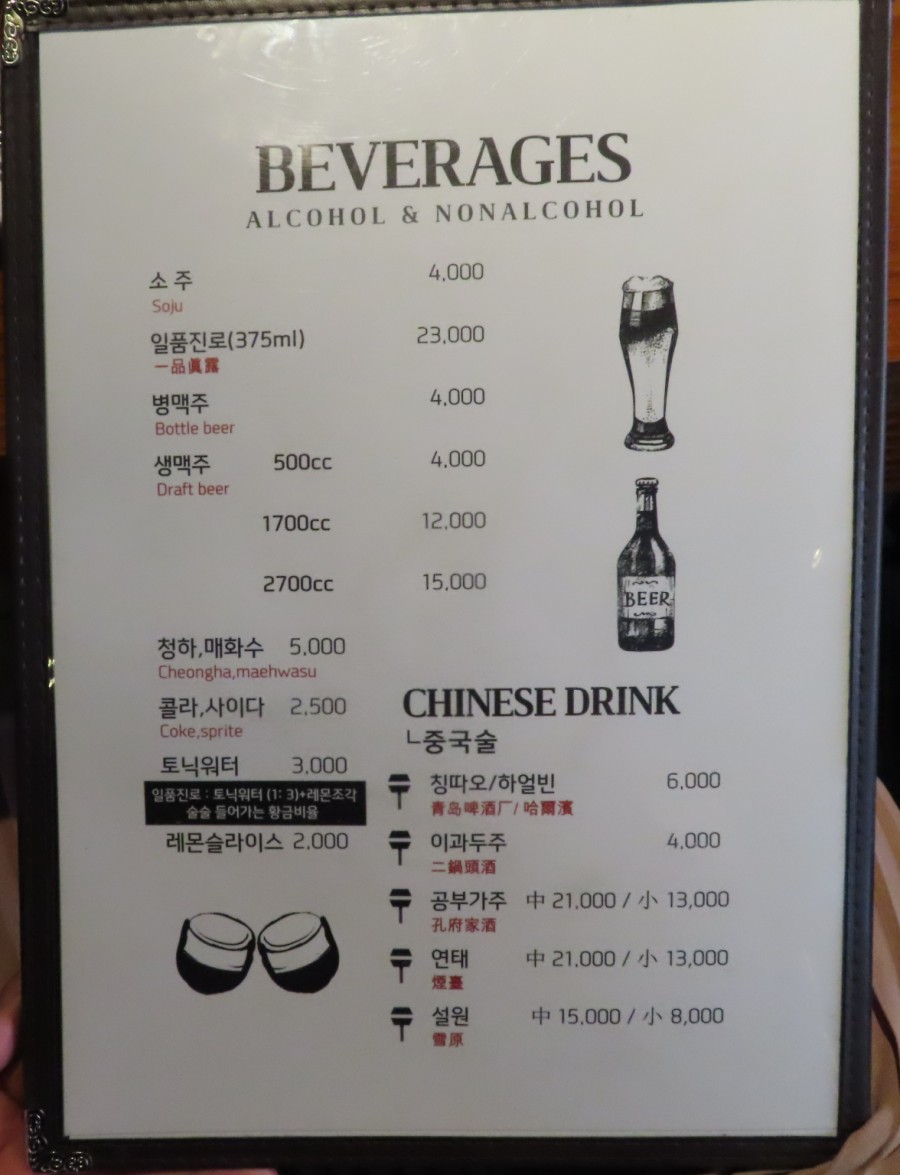 BEVERAGES
ALCOHOL & NONALCOHOL
소 주 4,000
Soju
일품진로(375ml) 23,000
一品眞露
병맥주 4,000
Bottle beer
생맥주 500cc 4,000
Draft beer
1700cc 12,000
2700cc 15,000
BEER
청하,매화수 5,000
Cheongha,maehwasu
콜라,사이다 2,500
Coke,sprite
토닉워터 3,000
일품진로 : 토닉워터 (1: 3)+레몬조각
술술 들어가는 황금비율
레몬슬라이스 2,000
CHINESE DRINK
ㄴ중국술
칭따오/하얼빈 6,000
青岛啤酒厂/ 哈爾濱
이과두주 4,000
二鍋頭酒
공부가주 中 21,000 / 小 13,000
孔府家酒
연태 中 21,000 / 小 13,000
煙臺
설원 中 15,000 / 小 8,000
雪原